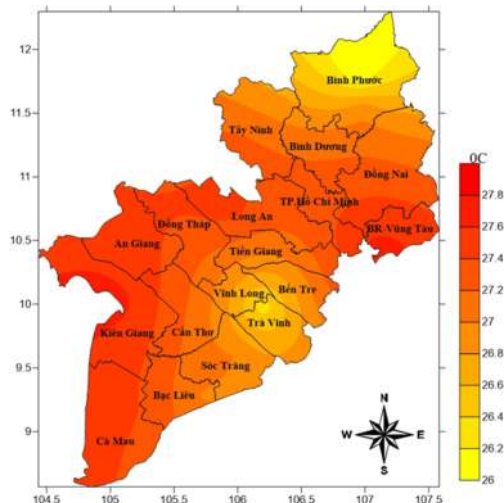 12
11.5
11
10.5
10
9.5
9
104.5
105
105.5
106
106.5
107
107.5
Bình Phước
Tây Ninh
Bình Dương
Đồng Nai
TP.Hồ Chí Minh
BR-Vũng Tàu
Long An
Đồng Tháp
An Giang
Tiền Giang
Bến Tre
Vĩnh Long
Trà Vinh
Kiên Giang
Cần Thơ
Sóc Trăng
Bạc Liêu
Cà Mau
N
W
E
S
0C
27.8
27.6
27.4
27.2
27
26.8
26.6
26.4
26.2
26